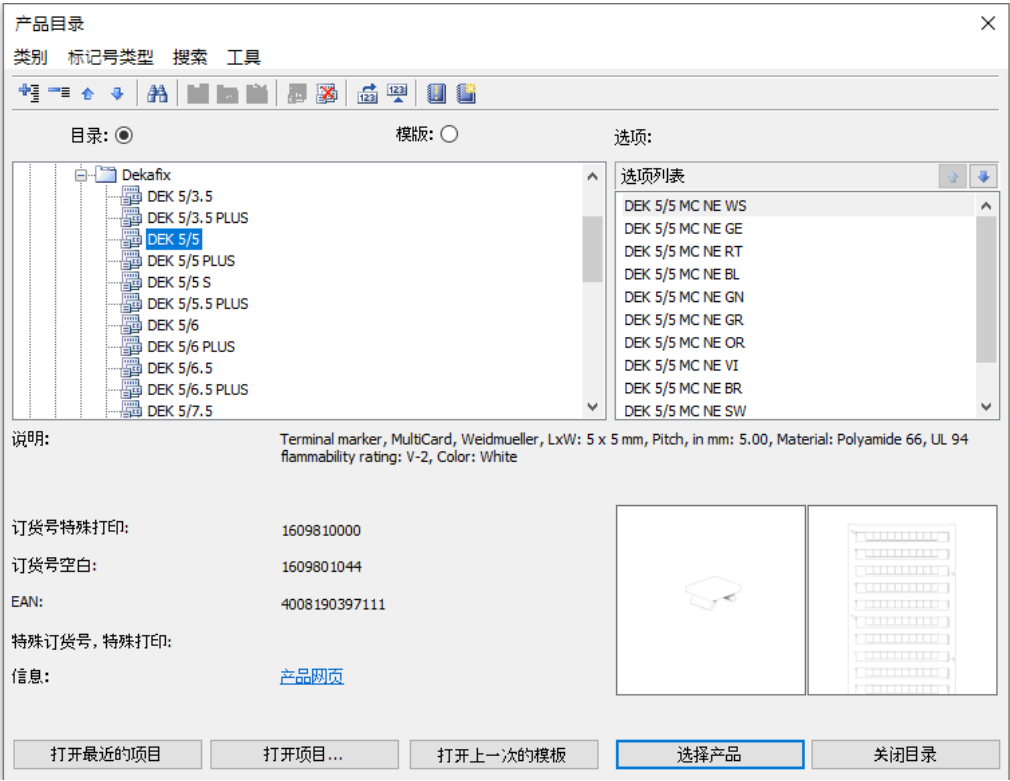 产品目录
类别 标记号类型 搜索 工具
目录: 模版: 选项:
Dekafix
DEK 5/3.5
DEK 5/3.5 PLUS
DEK 5/5
DEK 5/5 PLUS
DEK 5/5 S
DEK 5/5.5 PLUS
DEK 5/6
DEK 5/6 PLUS
DEK 5/6.5
DEK 5/6.5 PLUS
DEK 5/7.5
选项列表
DEK 5/5 MC NE WS
DEK 5/5 MC NE GE
DEK 5/5 MC NE RT
DEK 5/5 MC NE BL
DEK 5/5 MC NE GN
DEK 5/5 MC NE GR
DEK 5/5 MC NE OR
DEK 5/5 MC NE VI
DEK 5/5 MC NE BR
DEK 5/5 MC NE SW
说明: Terminal marker, MultiCard, Weidmueller, LxW: 5 x 5 mm, Pitch, in mm: 5.00, Material: Polyamide 66, UL 94
flammability rating: V-2, Color: White
订货号特殊打印: 1609810000
订货号空白: 1609801044
EAN: 4008190397111
特殊订货号, 特殊打印:
信息: 产品网页
打开最近的项目 打开项目... 打开上一次的模板 选择产品 关闭目录